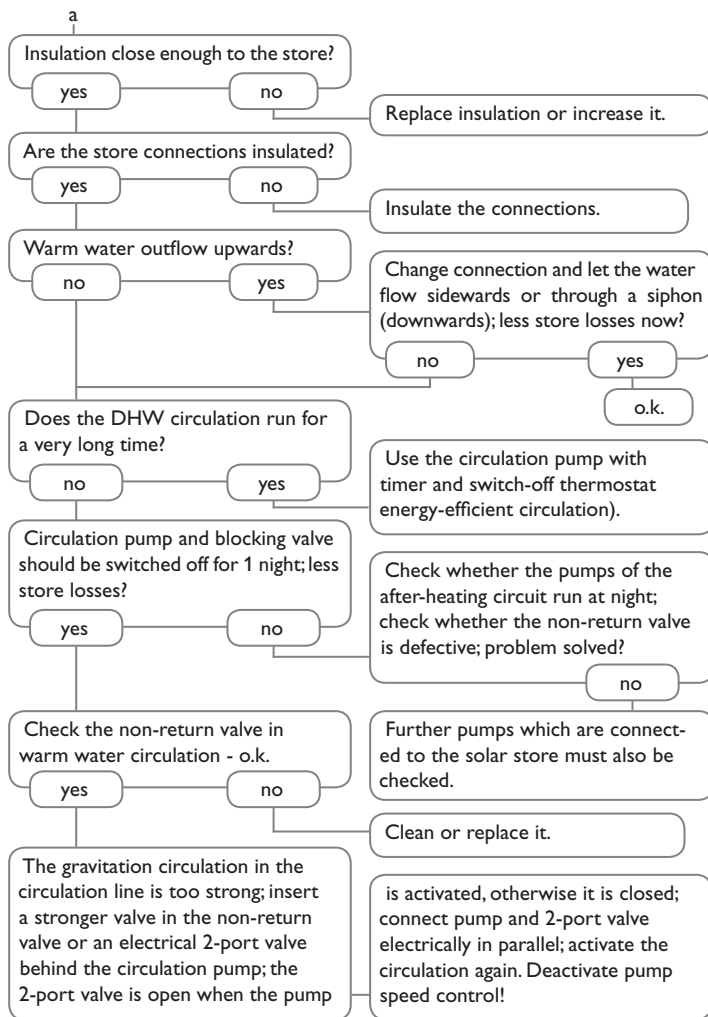 a
Insulation close enough to the store?
yes
no
Replace insulation or increase it.
Are the store connections insulated?
yes
no
Insulate the connections.
Warm water outflow upwards?
no
yes
Change connection and let the water
flow sidewards or through a siphon
(downwards); less store losses now?
no
yes
o.k.
Does the DHW circulation run for
a very long time?
no
yes
Use the circulation pump with
timer and switch-off thermostat
energy-efficient circulation).
Circulation pump and blocking valve
should be switched off for 1 night; less
store losses?
yes
no
Check whether the pumps of the
after-heating circuit run at night;
check whether the non-return valve
is defective; problem solved?
no
Further pumps which are connect-
ed to the solar store must also be
checked.
Check the non-return valve in
warm water circulation - o.k.
yes
no
Clean or replace it.
The gravitation circulation in the
circulation line is too strong; insert
a stronger valve in the non-return
valve or an electrical 2-port valve
behind the circulation pump; the
2-port valve is open when the pump
is activated, otherwise it is closed;
connect pump and 2-port valve
electrically in parallel; activate the
circulation again. Deactivate pump
speed control!